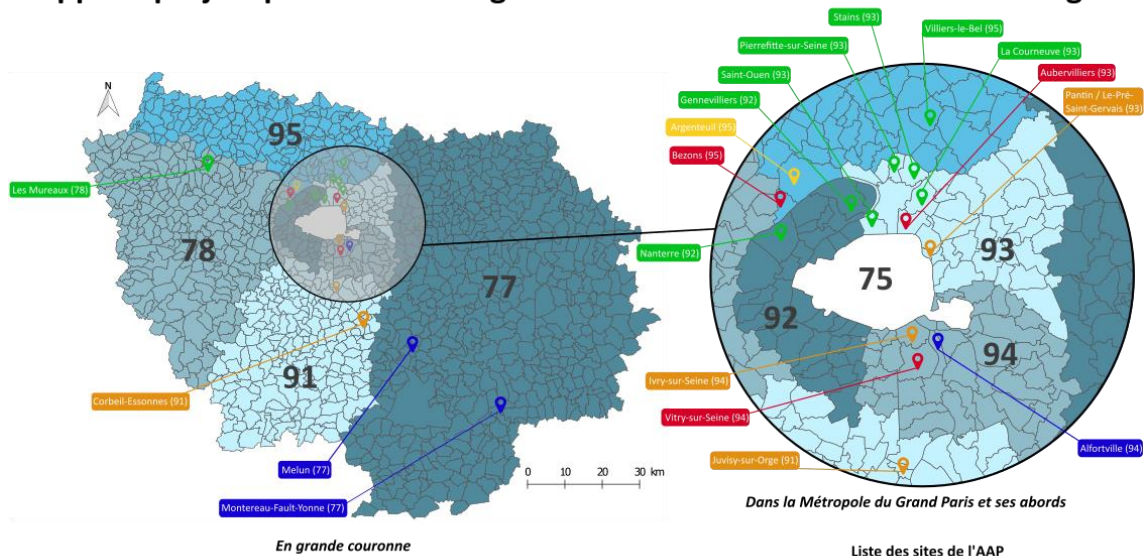 N
95
78
77
91
Les Mureaux (78)
Corbeil-Essonnes (91)
Melun (77)
Montereau-Fault-Yonne (77)
0 10 20 30 km
En grande couronne
Stains (93)
Villiers-le-Bel (95)
Pierrefitte-sur-Seine (93)
La Courneuve (93)
Saint-Ouen (93)
Aubervilliers (93)
Gennevilliers (92)
Pantin / Le-Pré-
Saint-Gervais (93)
Argenteuil (95)
Bezons (95)
Nanterre (92)
93
75
92
94
Ivry-sur-Seine (94)
Vitry-sur-Seine (94)
Alfortville (94)
Juvisy-sur-Orge (91)
Dans la Métropole du Grand Paris et ses abords
Liste des sites de l'AAP